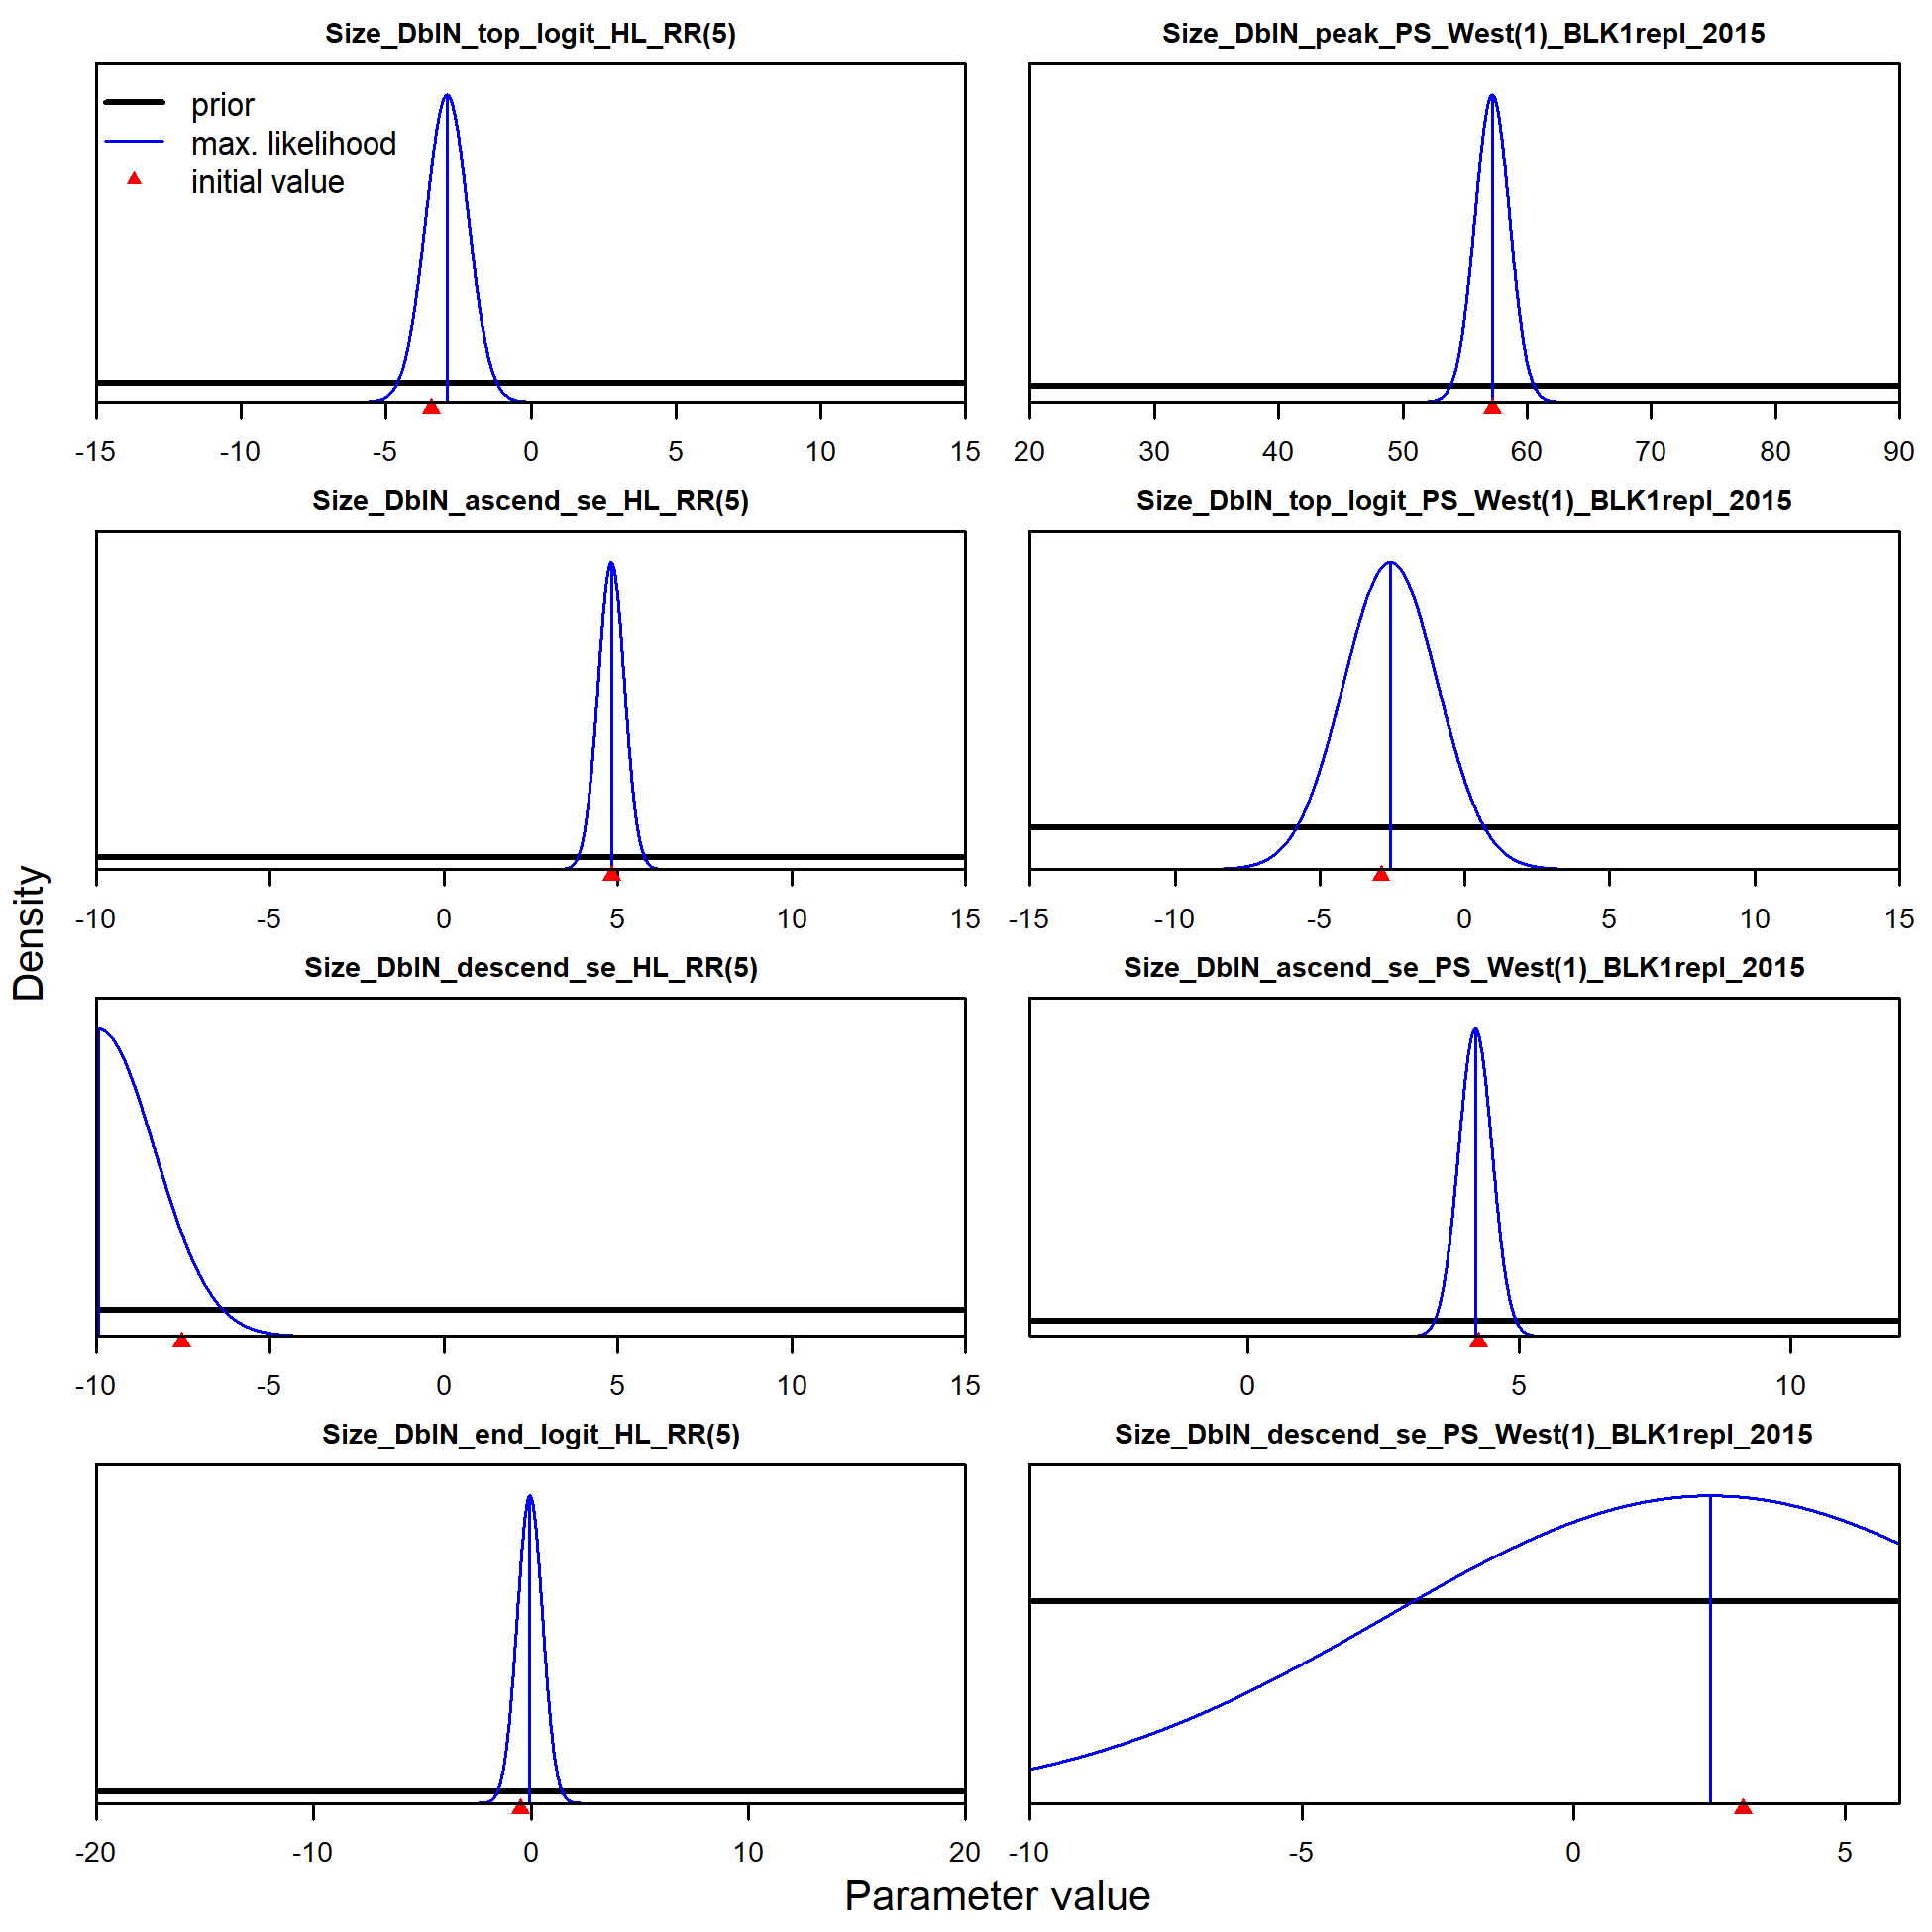 Size_DblN_top_logit_HL_RR(5)
prior
max. likelihood
initial value
-15 -10 -5 0 5 10 15
Size_DblN_peak_PS_West(1)_BLK1repl_2015
20 30 40 50 60 70 80 90
Size_DblN_ascend_se_HL_RR(5)
-10 -5 0 5 10 15
Size_DblN_top_logit_PS_West(1)_BLK1repl_2015
-15 -10 -5 0 5 10 15
Size_DblN_descend_se_HL_RR(5)
-10 -5 0 5 10 15
Size_DblN_ascend_se_PS_West(1)_BLK1repl_2015
0 5 10
Size_DblN_end_logit_HL_RR(5)
-20 -10 0 10 20
Size_DblN_descend_se_PS_West(1)_BLK1repl_2015
-10 -5 0 5
Density
Parameter value